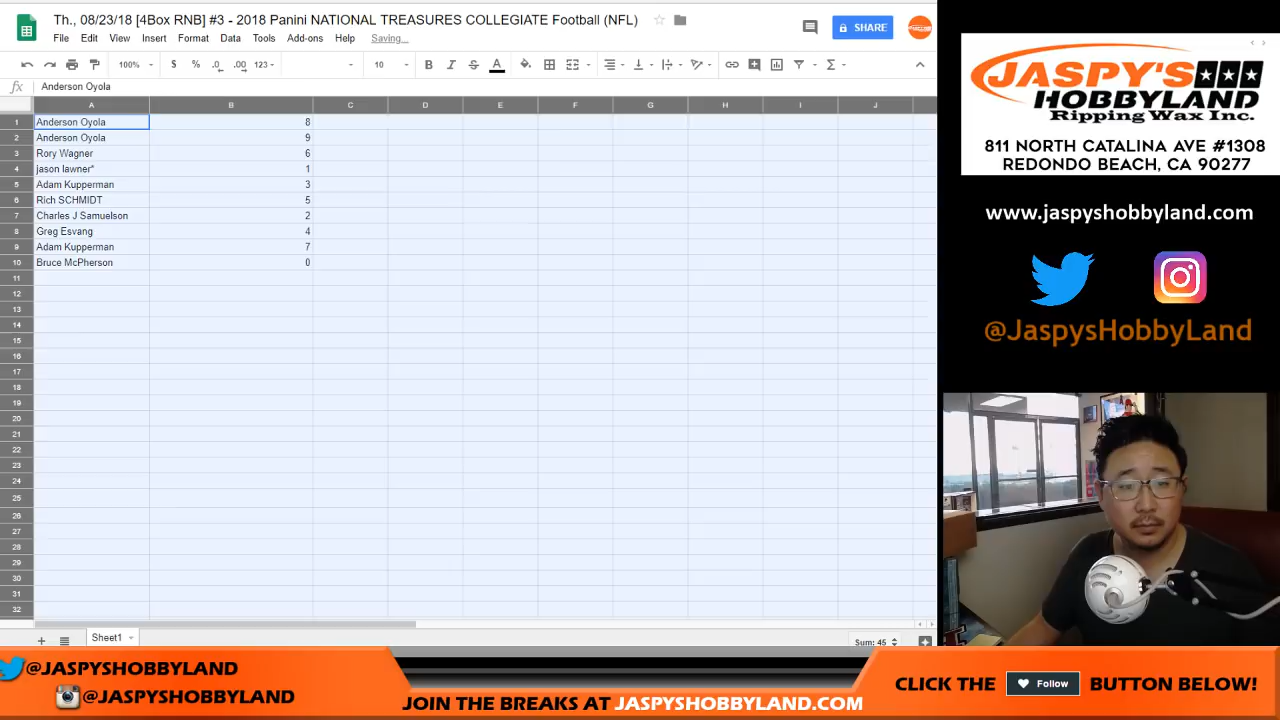 Th., 08/23/18 [4Box RNB] #3 - 2018 Panini NATIONAL TREASURES COLLEGIATE Football (NFL)
File Edit View Insert Format Data Tools Add-ons Help Saving...
SHARE
100% $ % .0 .00 123 10 B I S A
fx Anderson Oyola
A B C D E F G H I J
1 Anderson Oyola 8
2 Anderson Oyola 9
3 Rory Wagner 6
4 jason lawner* 1
5 Adam Kupperman 3
6 Rich SCHMIDT 5
7 Charles J Samuelson 2
8 Greg Esvang 4
9 Adam Kupperman 7
10 Bruce McPherson 0
11
12
13
14
15
16
17
18
19
20
21
22
23
24
25
26
27
28
29
30
31
32
Sheet1
Sum: 45
JASPY'S
HOBBYLAND
Ripping Wax Inc.
811 NORTH CATALINA AVE #1308
REDONDO BEACH, CA 90277
www.jaspyshobbyland.com
@JaspysHobbyLand
@JASPYSHOBBYLAND
@JASPYSHOBBYLAND
JOIN THE BREAKS AT JASPYSHOBBYLAND.COM
CLICK THE Follow BUTTON BELOW!